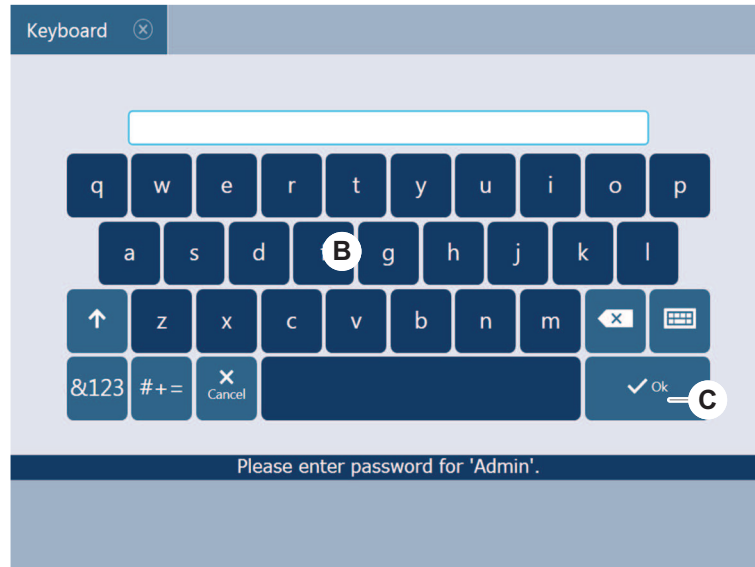 Keyboard
q w e r t y u i o p
a s d f B g h j k l
z x c v b n m
&123 #+= Cancel Ok C
Please enter password for 'Admin'.